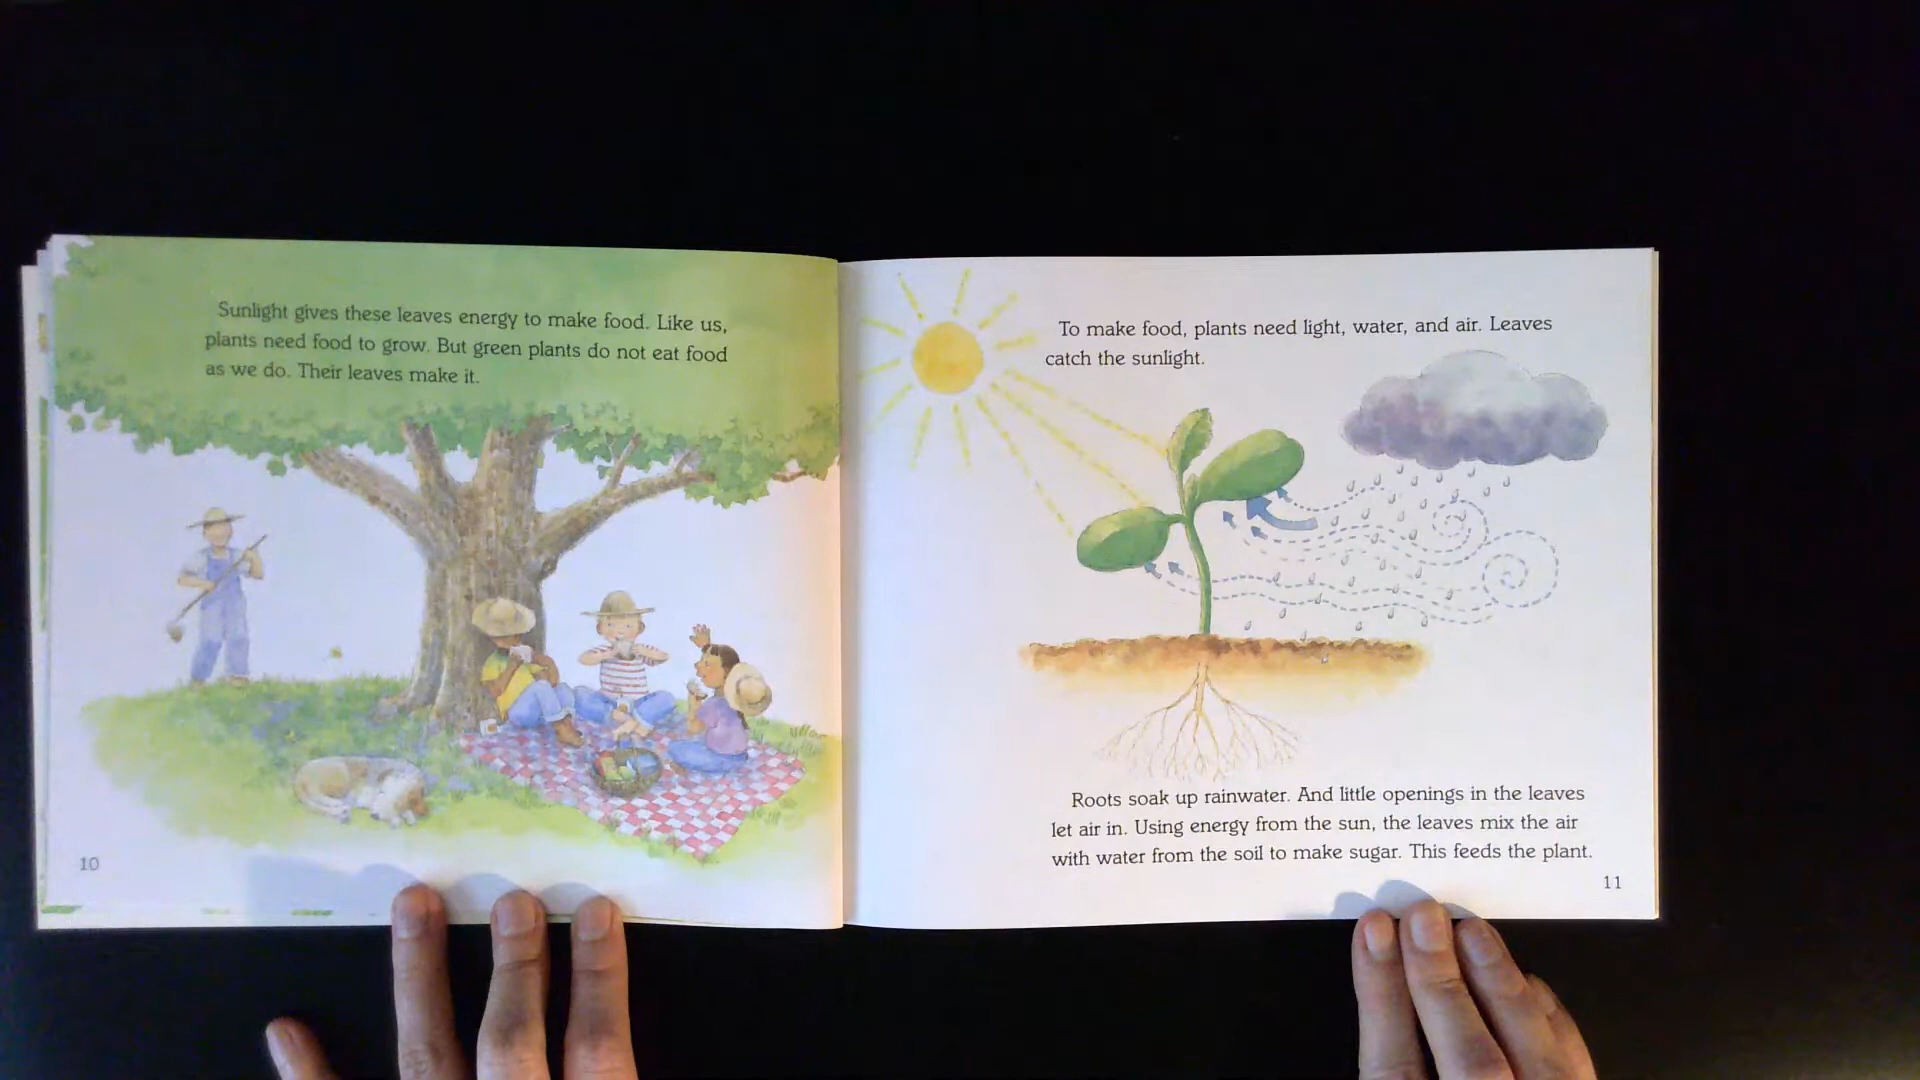 Sunlight gives these leaves energy to make food. Like us,
plants need food to grow. But green plants do not eat food
as we do. Their leaves make it.
10
To make food, plants need light, water, and air. Leaves
catch the sunlight.
Roots soak up rainwater. And little openings in the leaves
let air in. Using energy from the sun, the leaves mix the air
with water from the soil to make sugar. This feeds the plant.
11